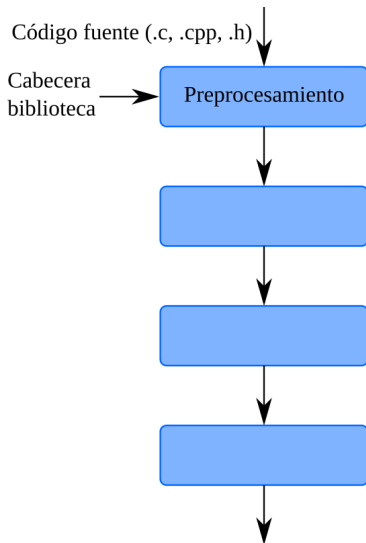 Código fuente (.c, .cpp, .h)
Cabecera
biblioteca
Preprocesamiento